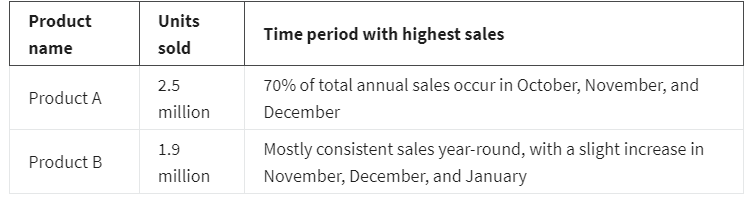 Product name
Units sold
Time period with highest sales
Product A
2.5 million
70% of total annual sales occur in October, November, and
December
Product B
1.9 million
Mostly consistent sales year-round, with a slight increase in
November, December, and January